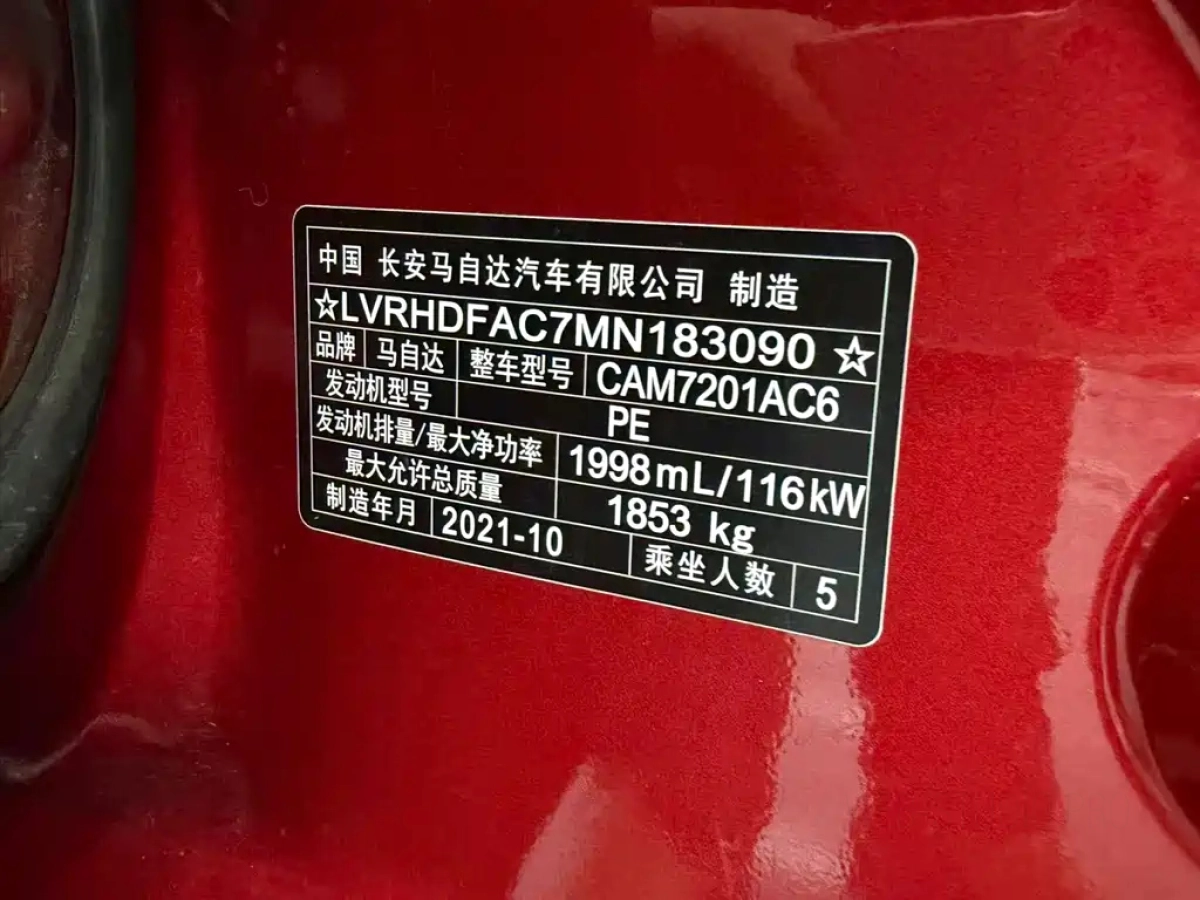 中国 长安马自达汽车有限公司 制造
☆LVRHDFAC7MN183090☆
品牌 马自达 整车型号 CAM7201AC6
发动机型号 PE
发动机排量/最大净功率 1998mL/116kW
最大允许总质量 1853 kg
制造年月 2021-10 乘坐人数 5